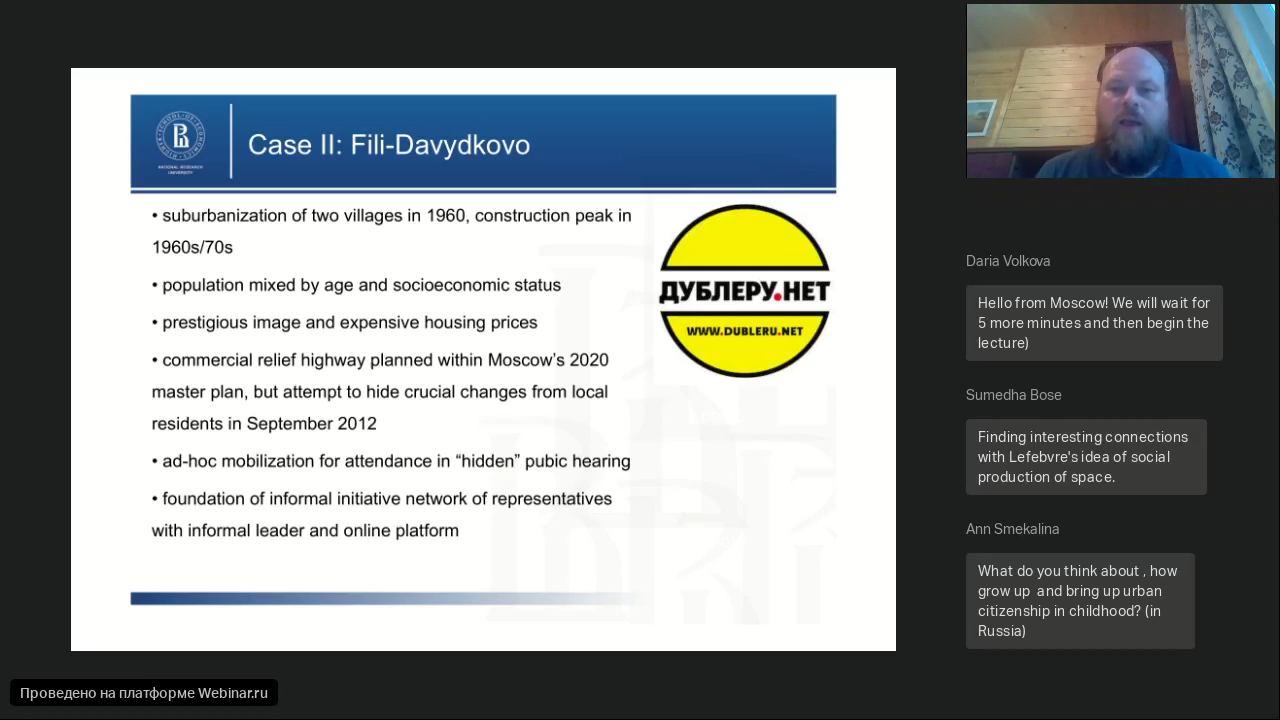 Case II: Fili-Davydkovo
NATIONAL RESEARCH
UNIVERSITY
• suburbanization of two villages in 1960, construction peak in
1960s/70s
• population mixed by age and socioeconomic status
• prestigious image and expensive housing prices
• commercial relief highway planned within Moscow’s 2020
master plan, but attempt to hide crucial changes from local
residents in September 2012
• ad-hoc mobilization for attendance in “hidden” pubic hearing
• foundation of informal initiative network of representatives
with informal leader and online platform
ДУБЛЕРУ.НЕТ
WWW.DUBLERU.NET
Daria Volkova
Hello from Moscow! We will wait for
5 more minutes and then begin the
lecture)
Sumedha Bose
Finding interesting connections
with Lefebvre's idea of social
production of space.
Ann Smekalina
What do you think about , how
grow up  and bring up urban
citizenship in childhood? (in
Russia)
Проведено на платформе Webinar.ru